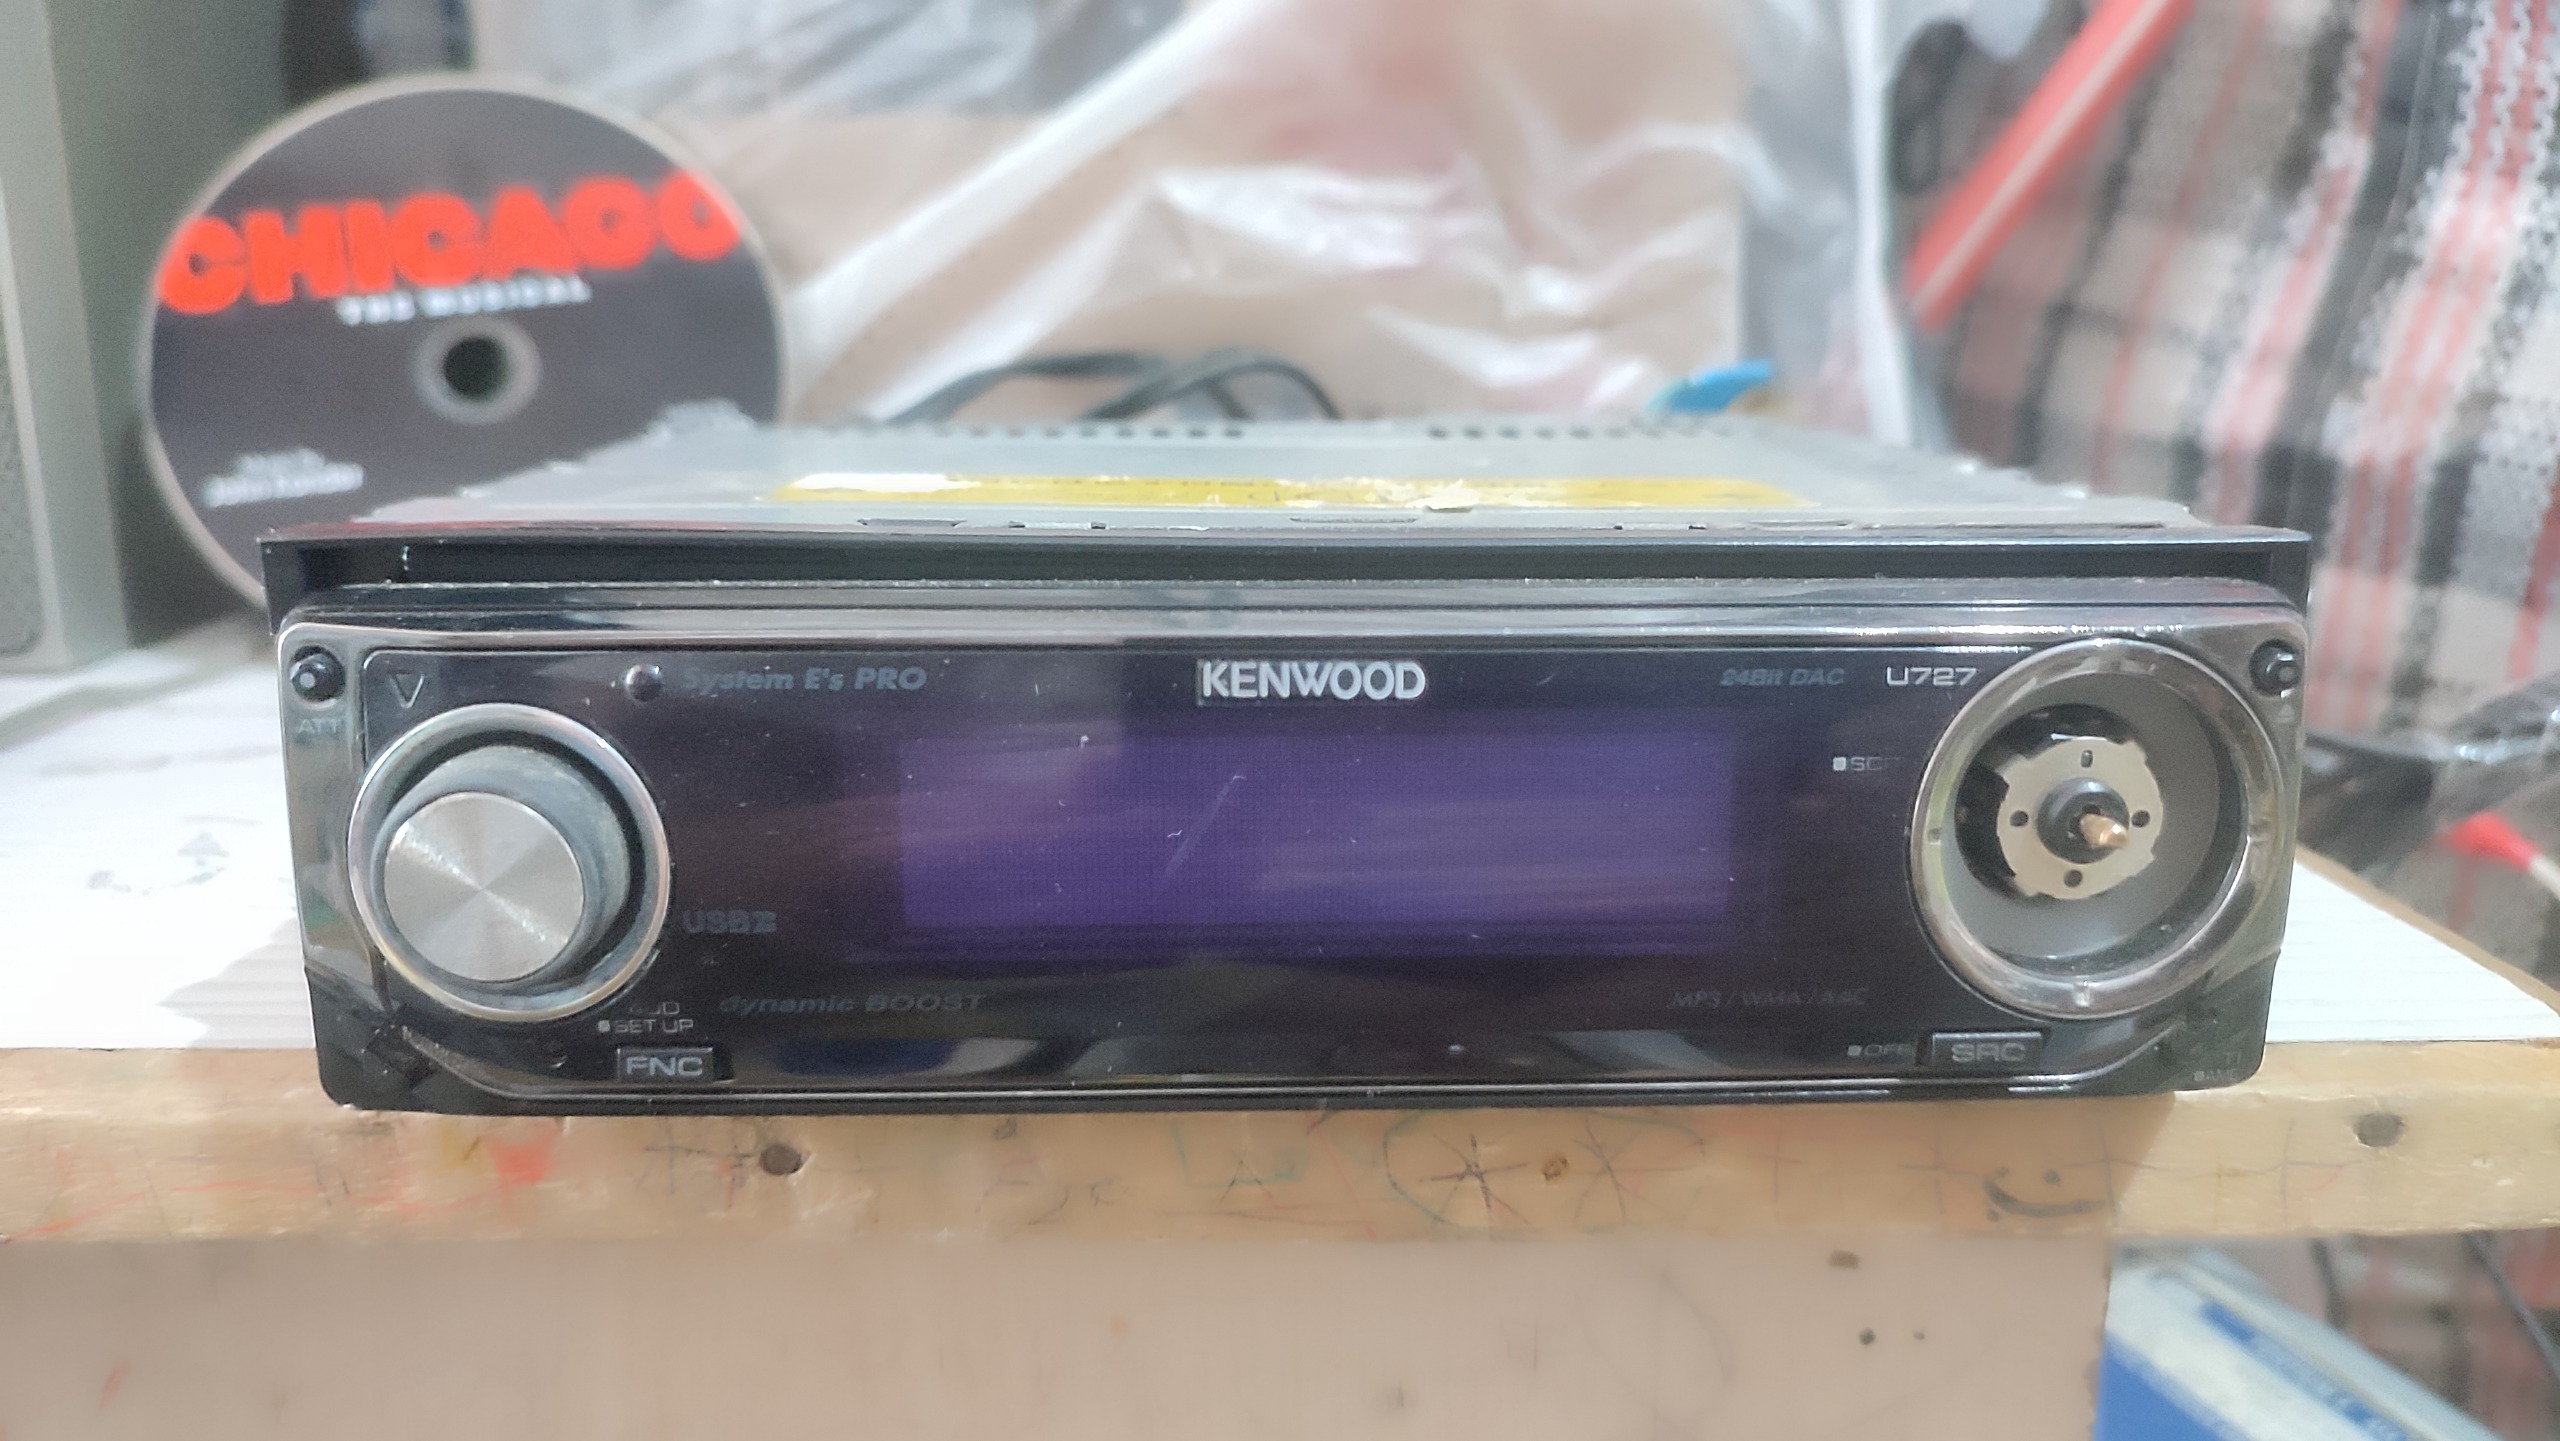 CHICAGO
THE MUSICAL
System E's PRO
KENWOOD
24Bit DAC
U727
ATT
USB
dynamic BOOST
MP3 / WMA / AAC
AUD
SET UP
FNC
OFF
SRC